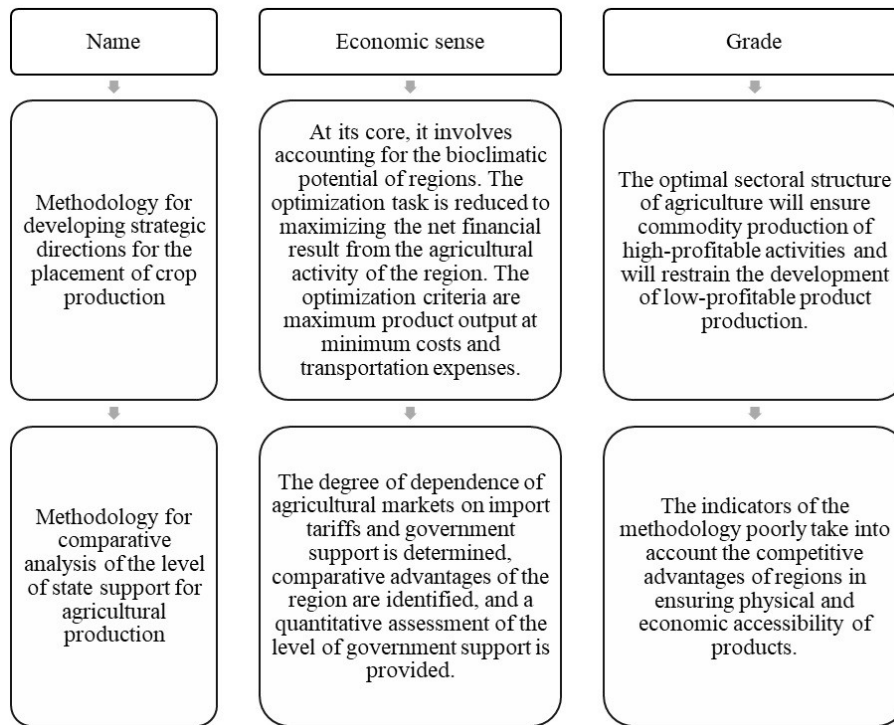 Name
Economic sense
Grade
Methodology for
developing strategic
directions for the
placement of crop
production
At its core, it involves
accounting for the bioclimatic
potential of regions. The
optimization task is reduced to
maximizing the net financial
result from the agricultural
activity of the region. The
optimization criteria are
maximum product output at
minimum costs and
transportation expenses.
The optimal sectoral structure
of agriculture will ensure
commodity production of
high-profitable activities and
will restrain the development
of low-profitable product
production.
Methodology for
comparative
analysis of the level
of state support for
agricultural
production
The degree of dependence of
agricultural markets on import
tariffs and government
support is determined,
comparative advantages of the
region are identified, and a
quantitative assessment of the
level of government support is
provided.
The indicators of the
methodology poorly take into
account the competitive
advantages of regions in
ensuring physical and
economic accessibility of
products.